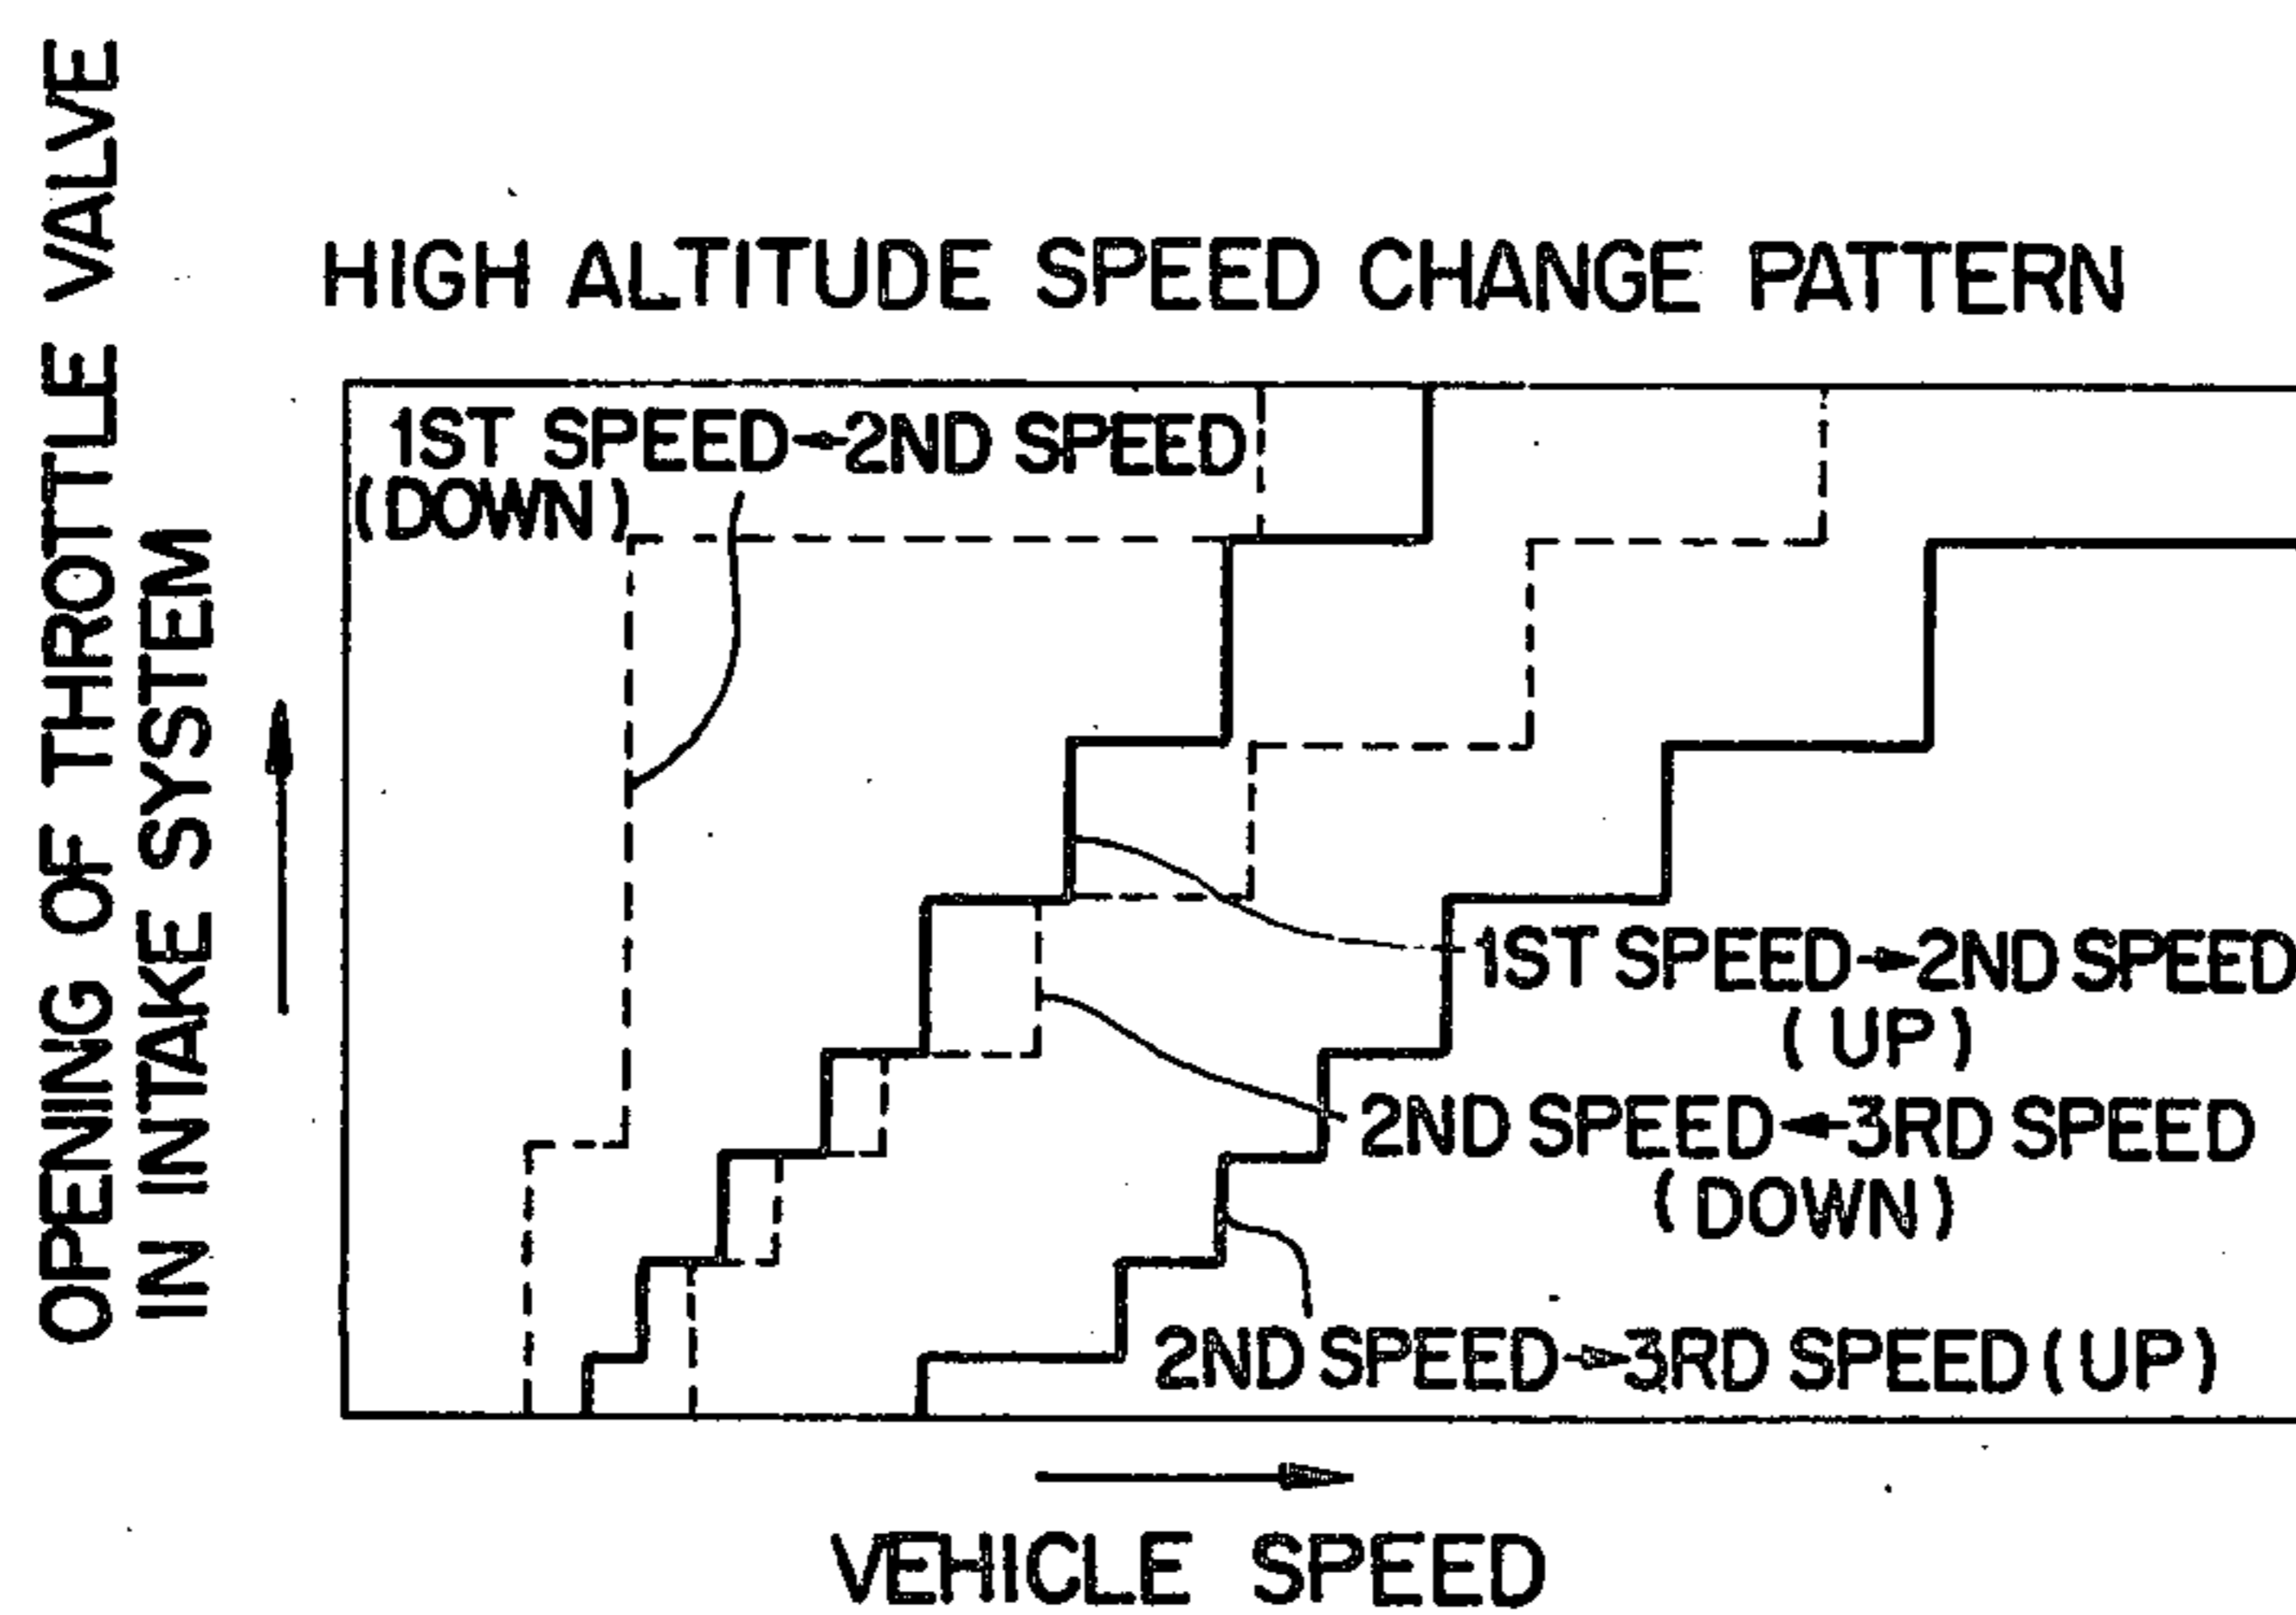 OPENING OF THROTTLE VALVE
IN INTAKE SYSTEM
HIGH ALTITUDE SPEED CHANGE PATTERN
1ST SPEED←2ND SPEED
(DOWN)
1ST SPEED→2ND SPEED
(UP)
2ND SPEED←3RD SPEED
(DOWN)
2ND SPEED→3RD SPEED(UP)
VEHICLE SPEED